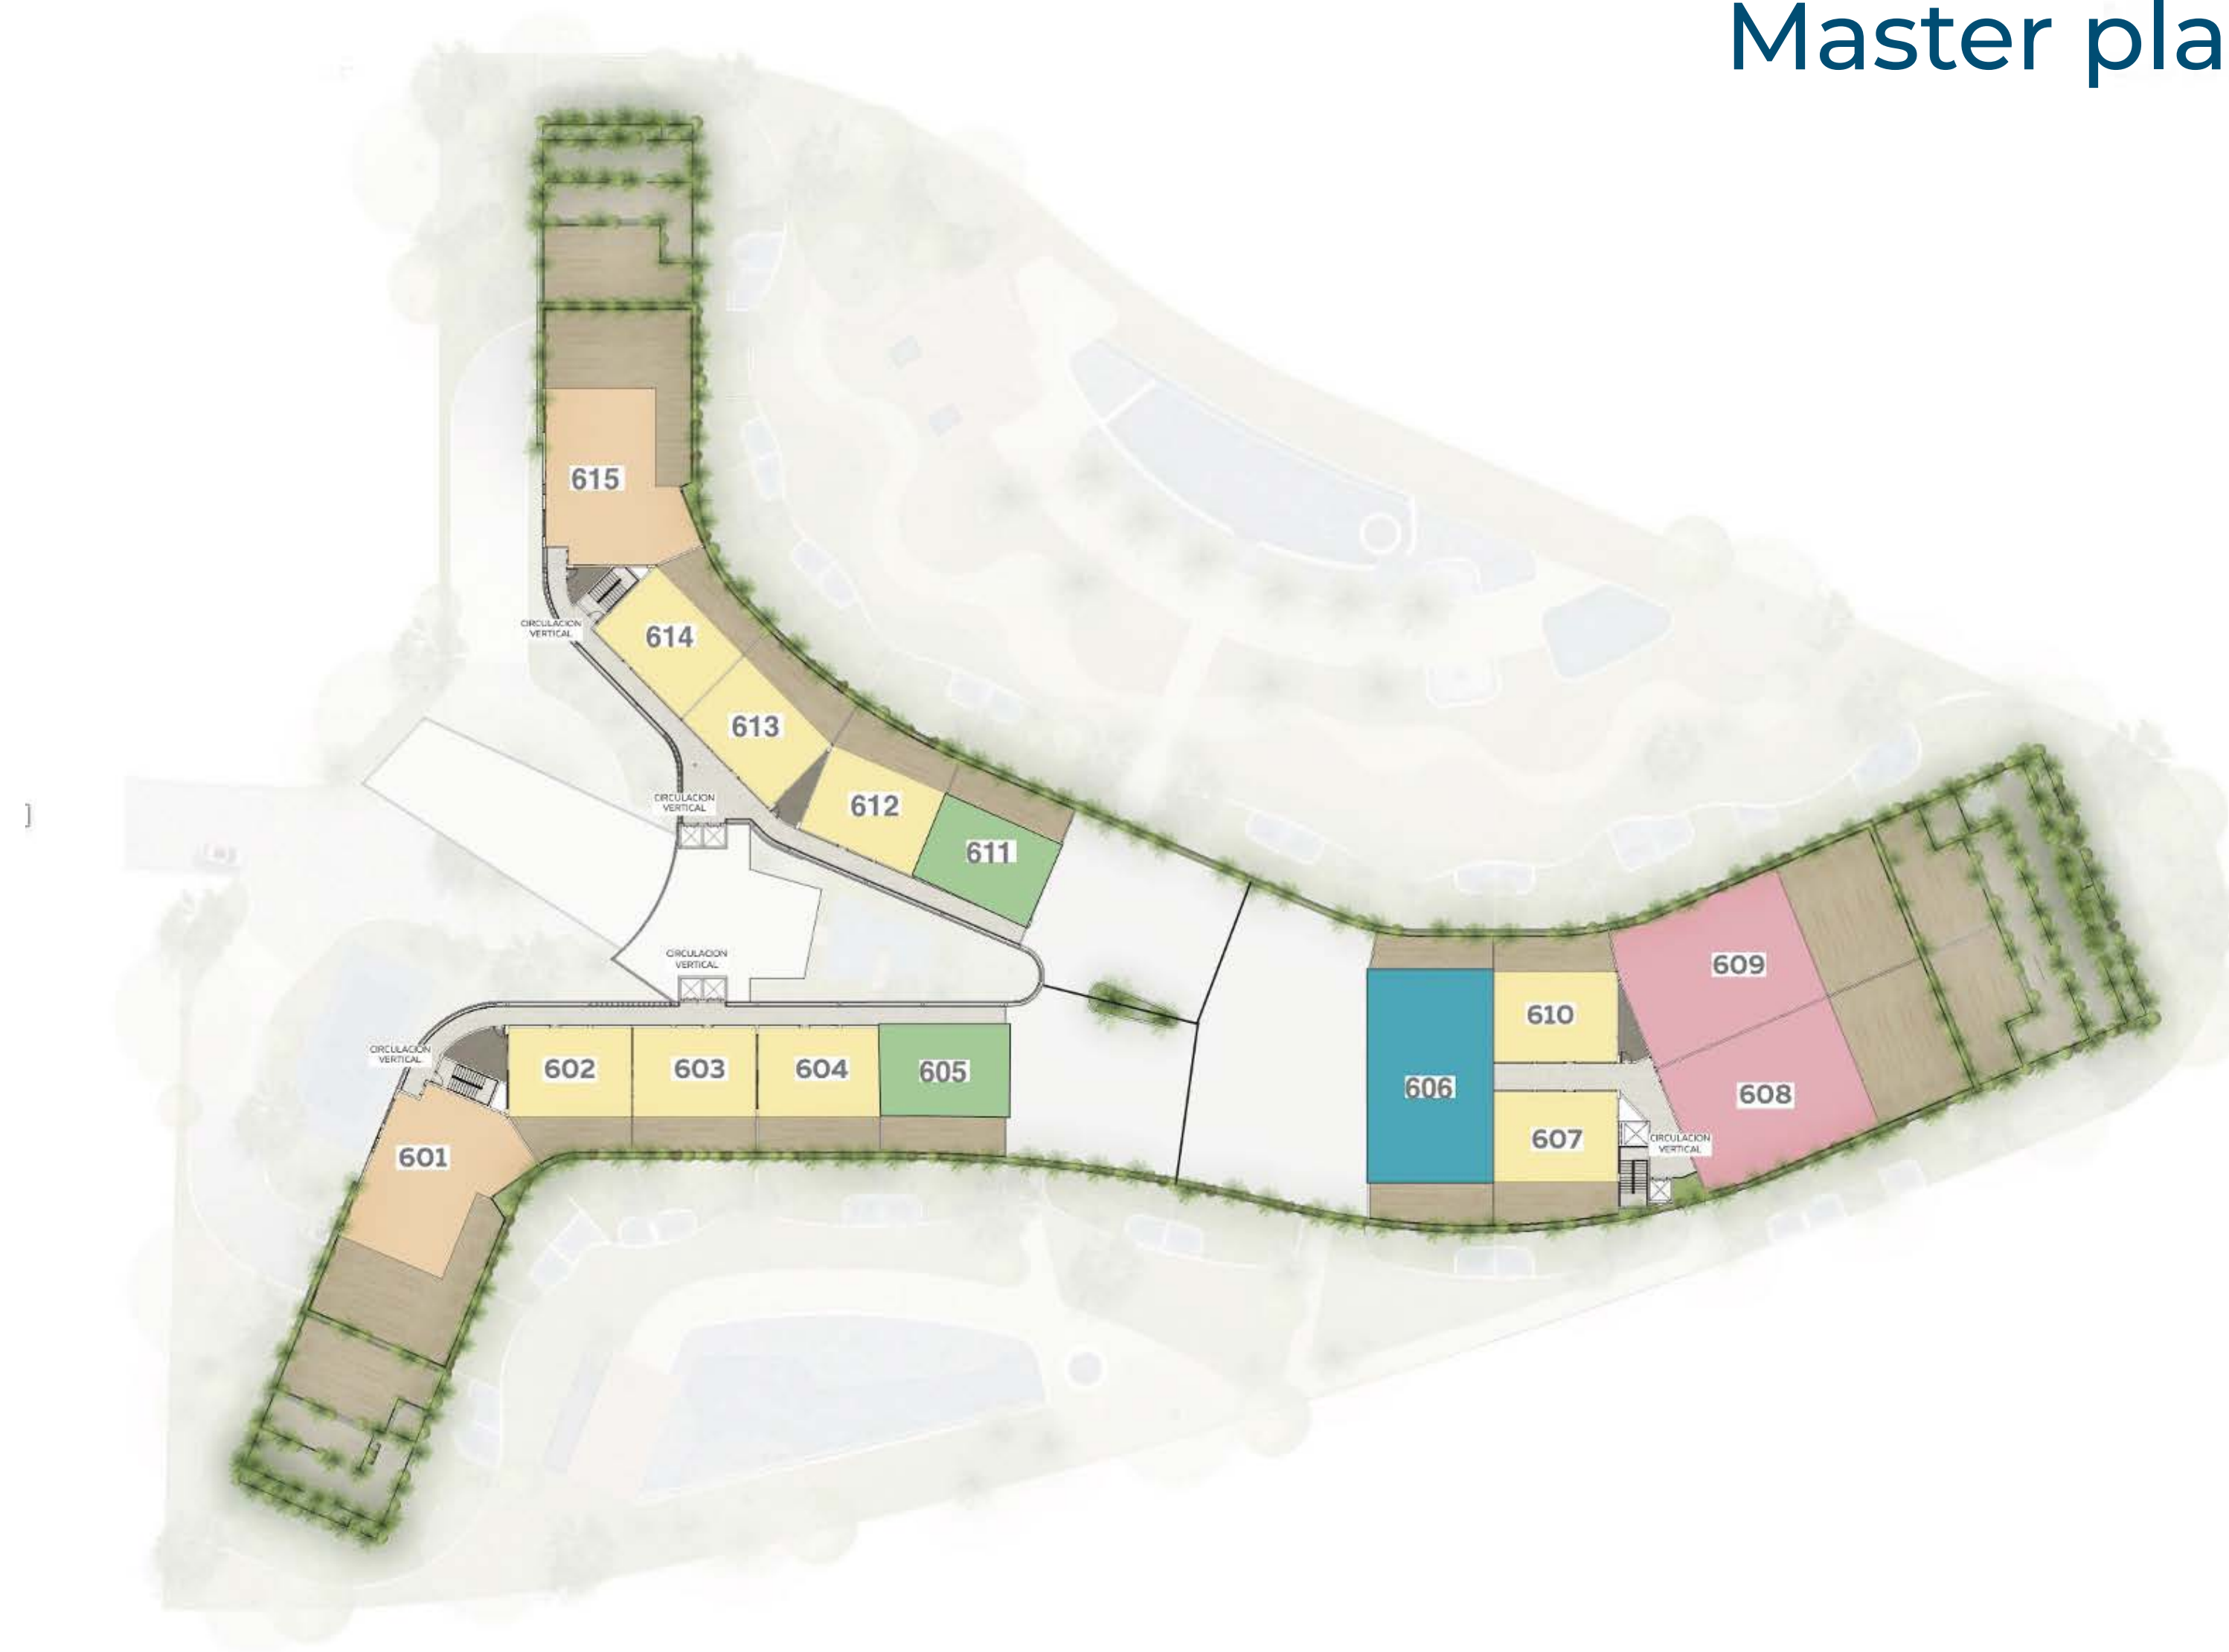 Master pla
615
CIRCULACION
VERTICAL
614
613
CIRCULACION
VERTICAL
612
611
CIRCULACION
VERTICAL
609
610
CIRCULACION
VERTICAL
602
603
604
605
606
608
607
CIRCULACION
VERTICAL
601
]